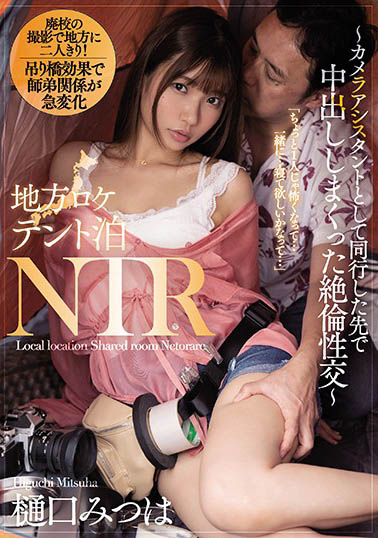 廃校の
撮影で地方に
二人きり!
吊り橋効果で
師弟関係が
急変化
~カメラアシスタントとして同行した先で
中出ししまくった絶倫性交~
「ちょっと…一人じゃ怖くなって…
一緒に…寝て欲しいかなって…」
地方ロケ
テント泊
NTR
Local location Shared room Netorare
Higuchi Mitsuha
樋口みつは